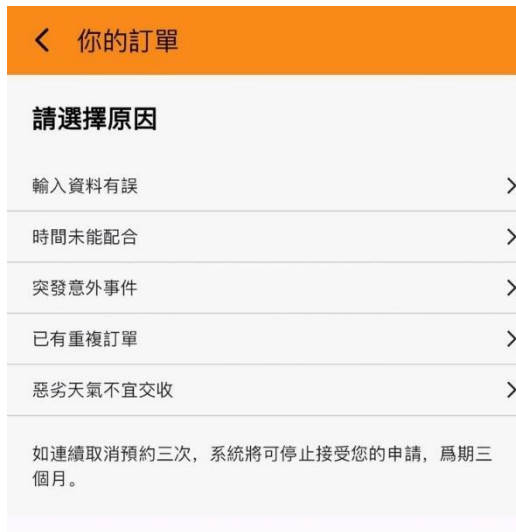 你的訂單
請選擇原因
輸入資料有誤
時間未能配合
突發意外事件
已有重複訂單
惡劣天氣不宜交收
如連續取消預約三次，系統將可停止接受您的申請，爲期三
個月。